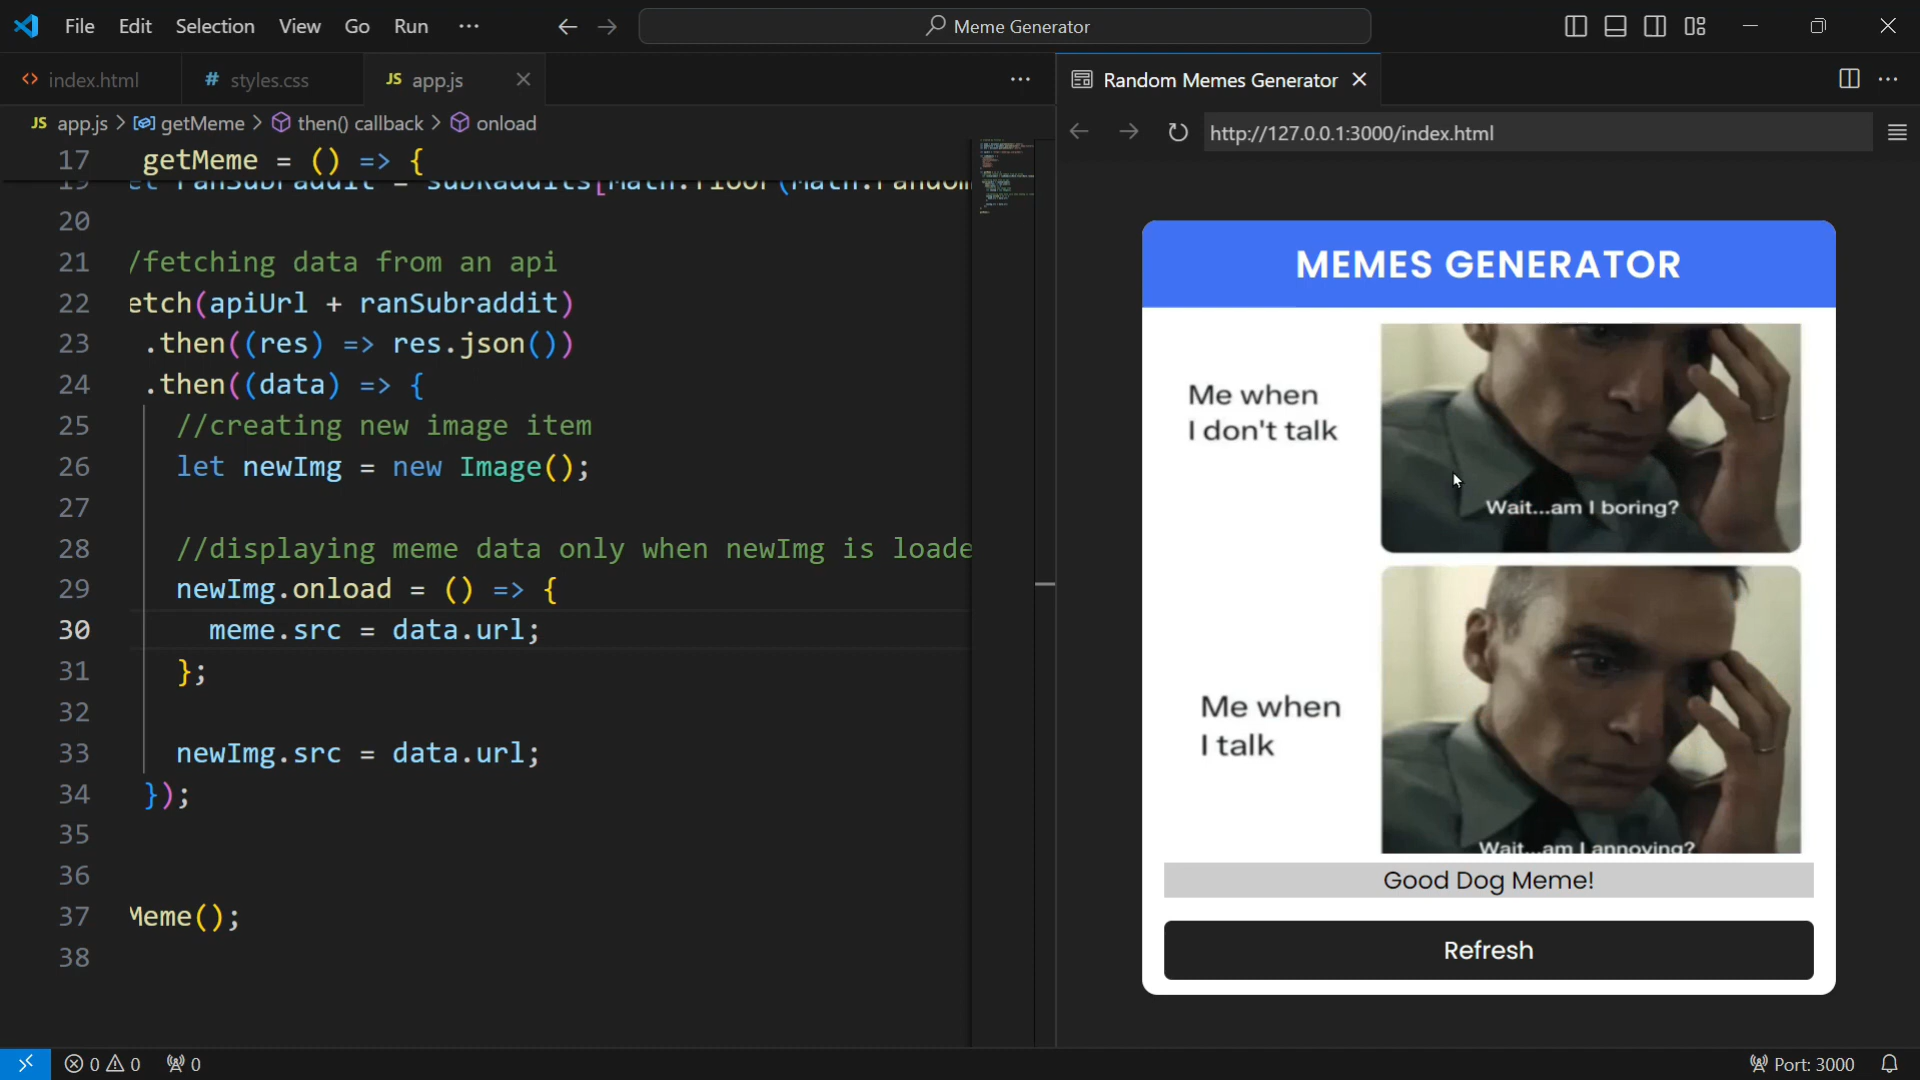 File Edit Selection View Go Run ...
Meme Generator
index.html
# styles.css
JS app.js
Random Memes Generator
JS app.js > getMeme > then() callback > onload
http://127.0.0.1:3000/index.html
17 getMeme = () => {
20
21 /fetching data from an api
22 etch(apiUrl + ranSubraddit)
23 .then((res) => res.json())
24 .then((data) => {
25 //creating new image item
26 let newImg = new Image();
27
28 //displaying meme data only when newImg is loade
29 newImg.onload = () => {
30 meme.src = data.url;
31 };
32
33 newImg.src = data.url;
34 });
35
36
37 Meme();
38
MEMES GENERATOR
Me when
I don't talk
Wait...am I boring?
Me when
I talk
Wait...am I annoying?
Good Dog Meme!
Refresh
0 0 0
Port: 3000